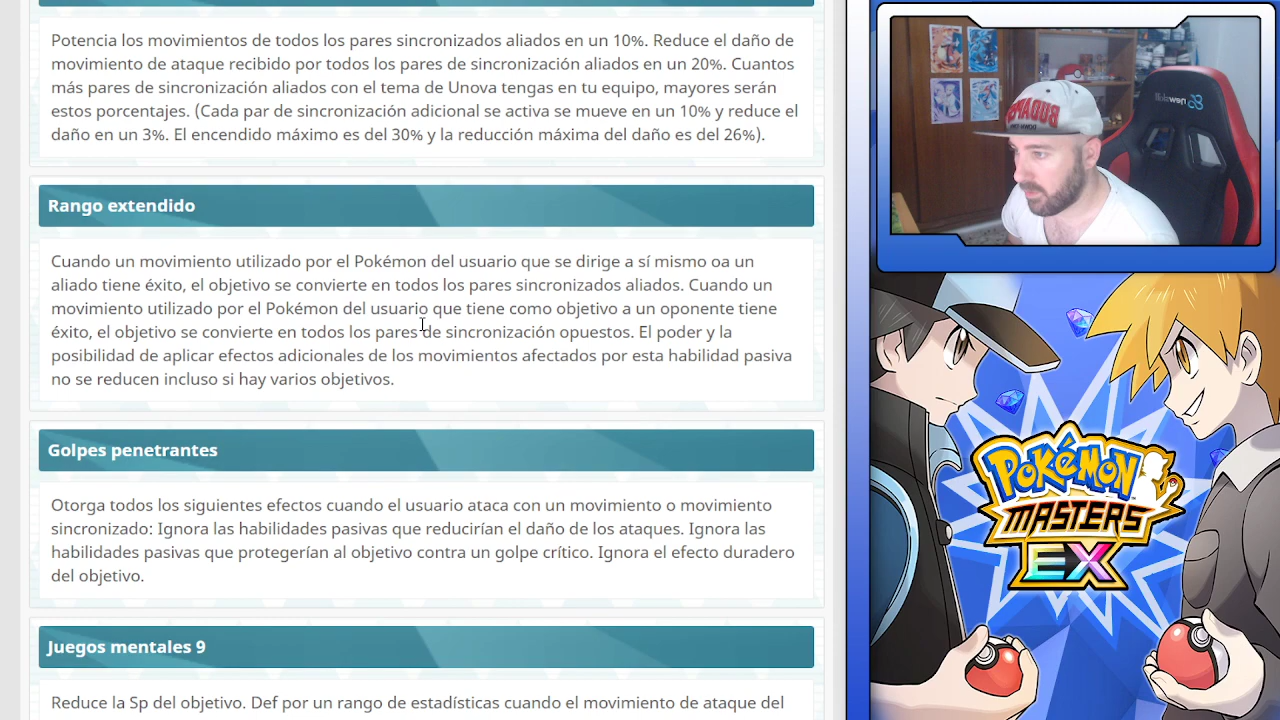 Potencia los movimientos de todos los pares sincronizados aliados en un 10%. Reduce el daño de
movimiento de ataque recibido por todos los pares de sincronización aliados en un 20%. Cuantos
más pares de sincronización aliados con el tema de Unova tengas en tu equipo, mayores serán
estos porcentajes. (Cada par de sincronización adicional se activa se mueve en un 10% y reduce el
daño en un 3%. El encendido máximo es del 30% y la reducción máxima del daño es del 26%).
Rango extendido
Cuando un movimiento utilizado por el Pokémon del usuario que se dirige a sí mismo oa un
aliado tiene éxito, el objetivo se convierte en todos los pares sincronizados aliados. Cuando un
movimiento utilizado por el Pokémon del usuario que tiene como objetivo a un oponente tiene
éxito, el objetivo se convierte en todos los pares de sincronización opuestos. El poder y la
posibilidad de aplicar efectos adicionales de los movimientos afectados por esta habilidad pasiva
no se reducen incluso si hay varios objetivos.
Golpes penetrantes
Otorga todos los siguientes efectos cuando el usuario ataca con un movimiento o movimiento
sincronizado: Ignora las habilidades pasivas que reducirían el daño de los ataques. Ignora las
habilidades pasivas que protegerían al objetivo contra un golpe crítico. Ignora el efecto duradero
del objetivo.
Juegos mentales 9
Reduce la Sp del objetivo. Def por un rango de estadísticas cuando el movimiento de ataque del
POKéMON
MASTERS
EX